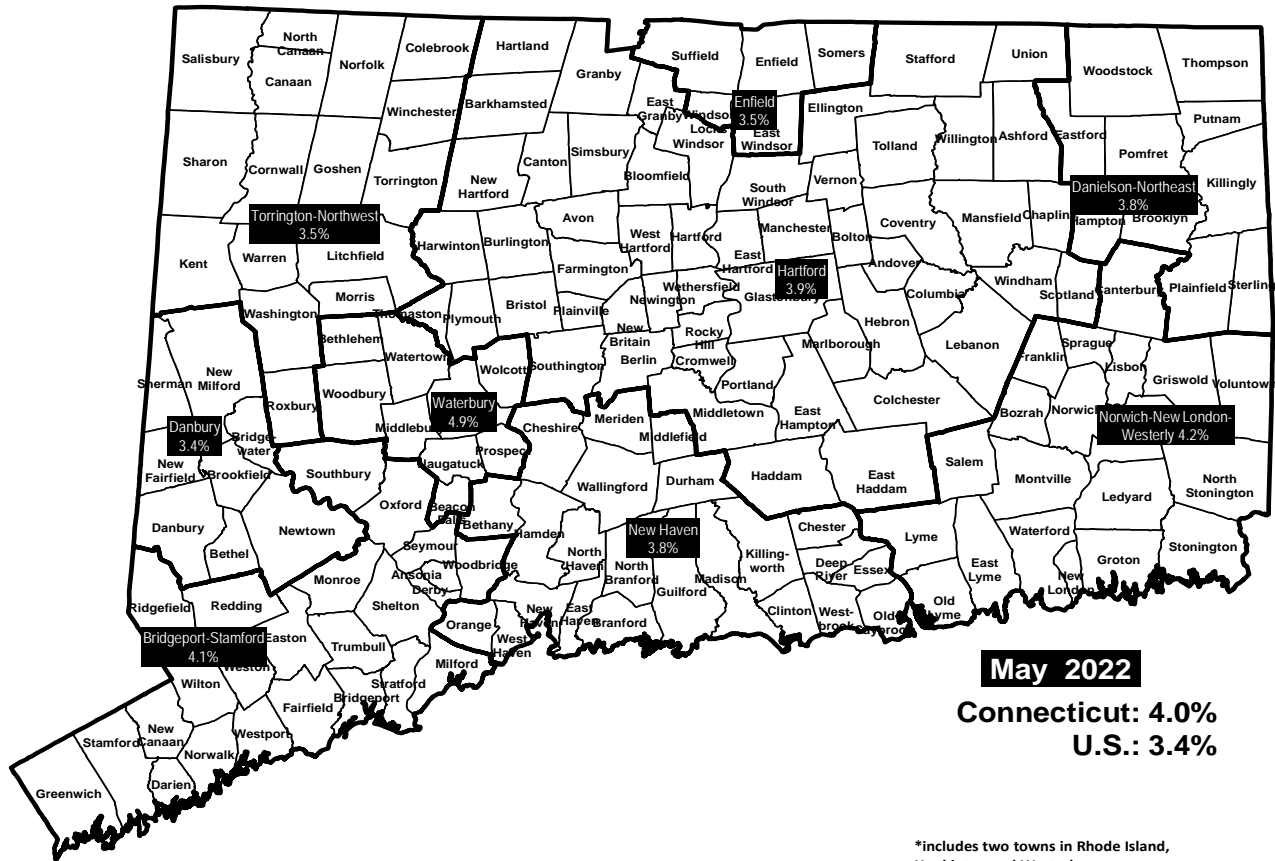 Salisbury
North
Canaan
Canaan
Norfolk
Colebrook
Hartland
Granby
Suffield
Enfield
Somers
Stafford
Union
Woodstock
Thompson
Winchester
Barkhamsted
East
Granby
Windsor
Locks
Windsor
Enfield
3.5%
East
Windsor
Ellington
Tolland
Willington
Ashford
Eastford
Putnam
Pomfret
Killingly
Sharon
Cornwall
Goshen
Torrington
New
Hartford
Canton
Simsbury
Bloomfield
South
Windsor
Vernon
Danielson-Northeast
3.8%
Hampton
Brooklyn
Torrington-Northwest
3.5%
Avon
West
Hartford
Hartford
Manchester
Bolton
Coventry
Mansfield
Chaplin
Kent
Warren
Litchfield
Harwinton
Burlington
Farmington
East
Hartford
Hartford
3.9%
Glastonbury
Andover
Columbia
Windham
Scotland
Canterbury
Plainfield
Sterling
Washington
Morris
Thomaston
Plymouth
Bristol
Plainville
Newington
Wethersfield
New
Britain
Berlin
Rocky
Hill
Cromwell
Marlborough
Hebron
Lebanon
Franklin
Sprague
Lisbon
Griswold
Voluntown
Bethlehem
Watertown
Wolcott
Southington
Sherman
New
Milford
Roxbury
Woodbury
Waterbury
4.9%
Middlebury
Portland
East
Hampton
Colchester
Bozrah
Norwich
Norwich-New London-
Westerly 4.2%
Danbury
3.4%
Bridge-
water
Cheshire
Meriden
Middletown
Middlefield
New
Fairfield
Brookfield
Southbury
Naugatuck
Prospect
Wallingford
Durham
Haddam
East
Haddam
Salem
Montville
Ledyard
North
Stonington
Danbury
Bethel
Newtown
Oxford
Beacon
Falls
Bethany
Hamden
New Haven
3.8%
Chester
Lyme
Waterford
Groton
Stonington
Seymour
Woodbridge
North
Haven
North
Branford
Killing-
worth
Deep
River
Essex
East
Lyme
New
London
Monroe
Ansonia
Derby
Shelton
Guilford
Madison
Clinton
West-
brook
Old
Saybrook
Old
Lyme
Ridgefield
Redding
Orange
New
Haven
West
Haven
East
Haven
Branford
Bridgeport-Stamford
4.1%
Easton
Weston
Trumbull
Milford
Wilton
Fairfield
Bridgeport
Stratford
Stamford
New
Canaan
Norwalk
Westport
Greenwich
Darien
May 2022
Connecticut: 4.0%
U.S.: 3.4%
*includes two towns in Rhode Island,